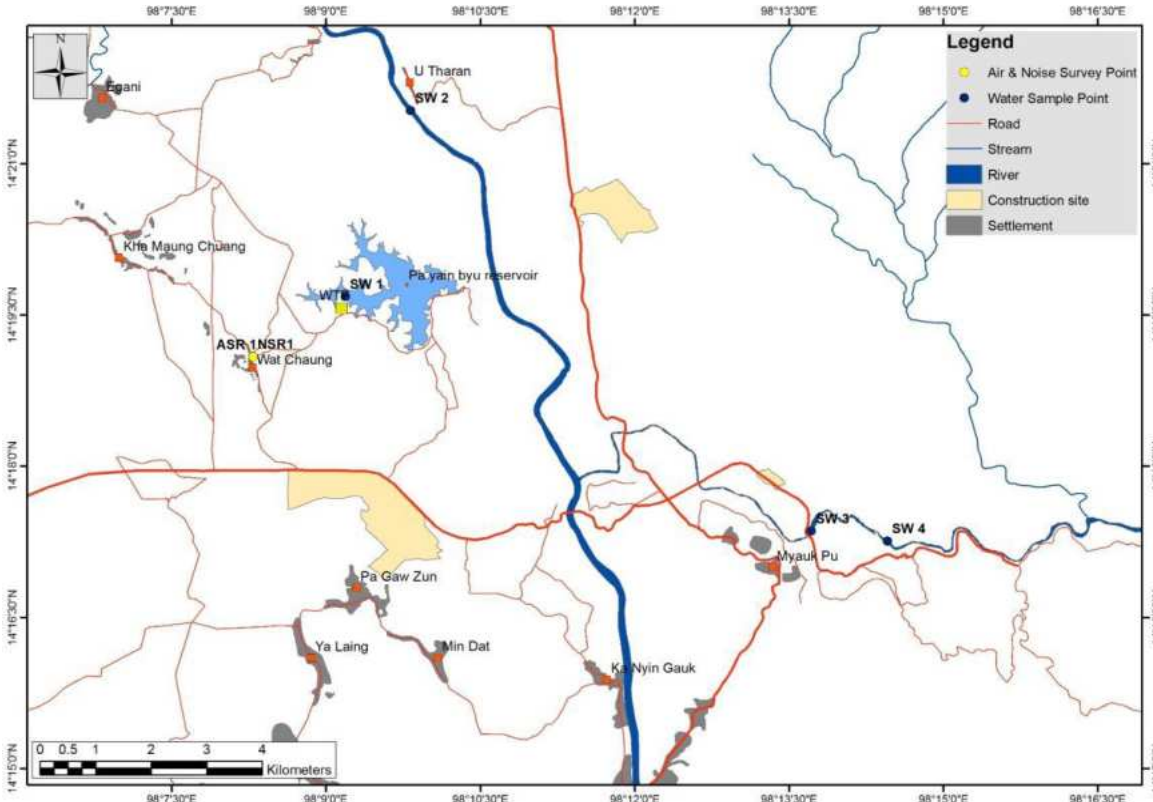 98°7'30"E 98°9'0"E 98°10'30"E 98°12'0"E 98°13'30"E 98°15'0"E 98°16'30"E
N
Legend
Air & Noise Survey Point
Water Sample Point
Road
Stream
River
Construction site
Settlement
Egani
U Tharan
SW 2
14°21'0"N
Kha Maung Chuang
Pa yain byu reservoir
SW 1
14°19'30"N
ASR 1NSR1
Wat Chaung
14°18'0"N
SW 3
SW 4
Myauk Pu
Pa Gaw Zun
14°16'30"N
Ya Laing
Min Dat
Ka Nyin Gauk
14°15'0"N
0 0.5 1 2 3 4
Kilometers
98°7'30"E 98°9'0"E 98°10'30"E 98°12'0"E 98°13'30"E 98°15'0"E 98°16'30"E